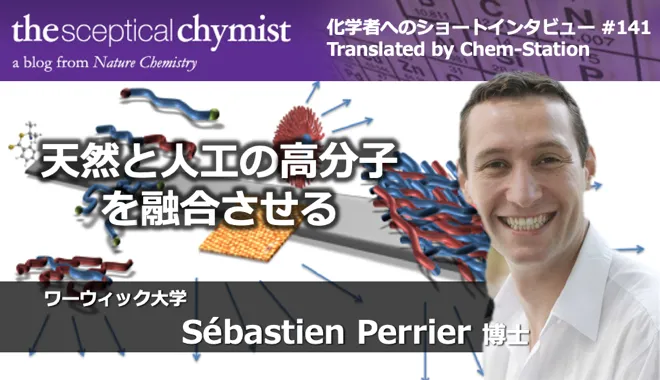 thescepticalchymist
a blog from Nature Chemistry
化学者へのショートインタビュー #141
Translated by Chem-Station
天然と人工の高分子
を融合させる
ワーウィック大学
Sébastien Perrier 博士